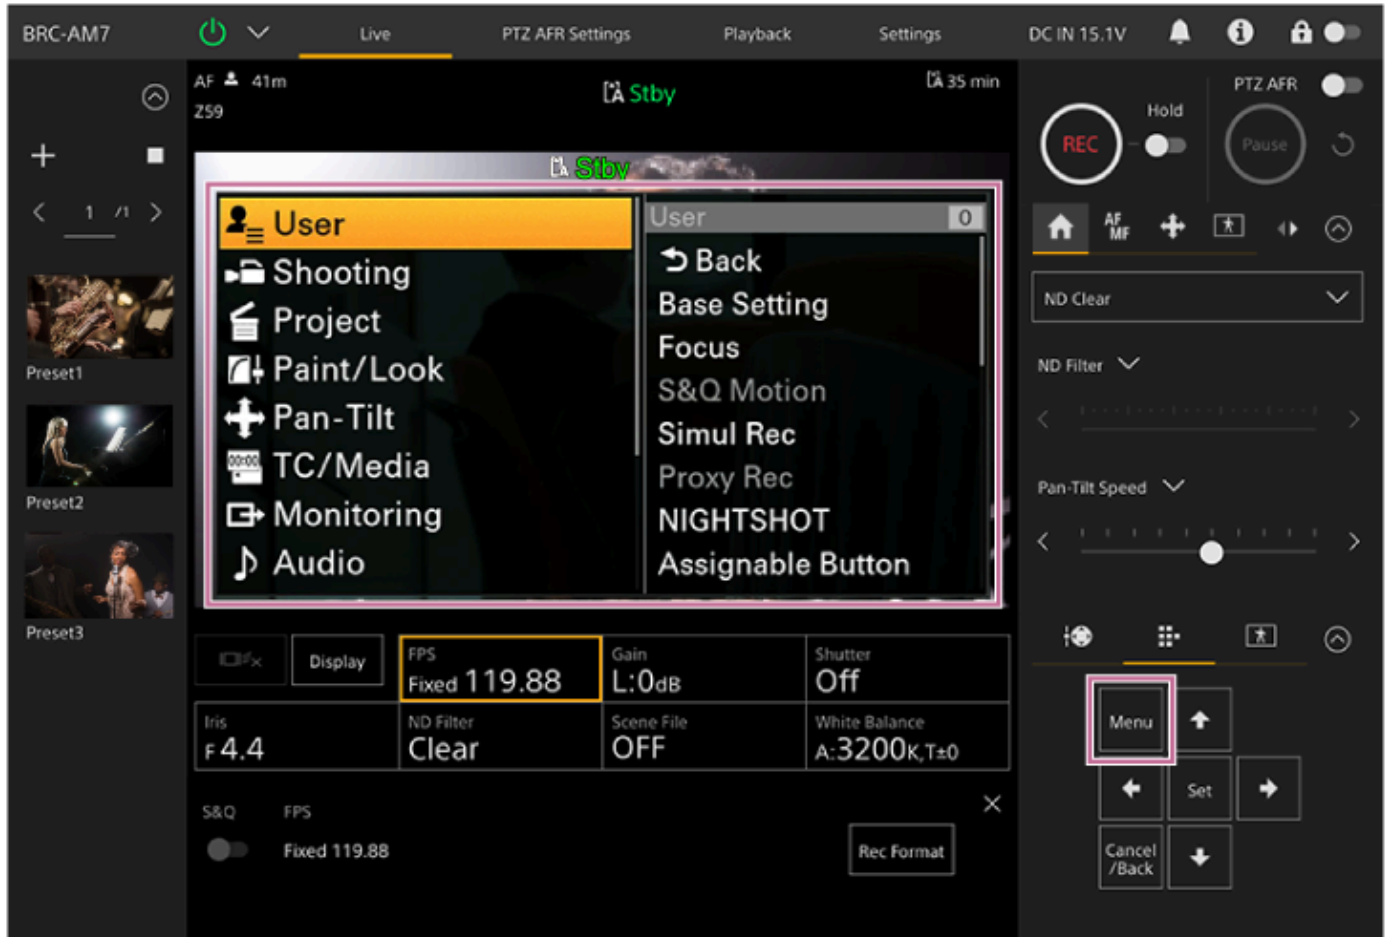 BRC-AM7
Live
PTZ AFR Settings
Playback
Settings
DC IN 15.1V
AF 41m
Z59
Stby
35 min
Stby
1 /1
Preset1
Preset2
Preset3
User
Shooting
Project
Paint/Look
Pan-Tilt
TC/Media
Monitoring
Audio
User 0
Back
Base Setting
Focus
S&Q Motion
Simul Rec
Proxy Rec
NIGHTSHOT
Assignable Button
Display
FPS
Fixed 119.88
Gain
L:0dB
Shutter
Off
Iris
F 4.4
ND Filter
Clear
Scene File
OFF
White Balance
A:3200K,T±0
S&Q
FPS
Fixed 119.88
Rec Format
PTZ AFR
REC
Hold
Pause
AF
MF
ND Clear
ND Filter
Pan-Tilt Speed
Menu
Set
Cancel
/Back